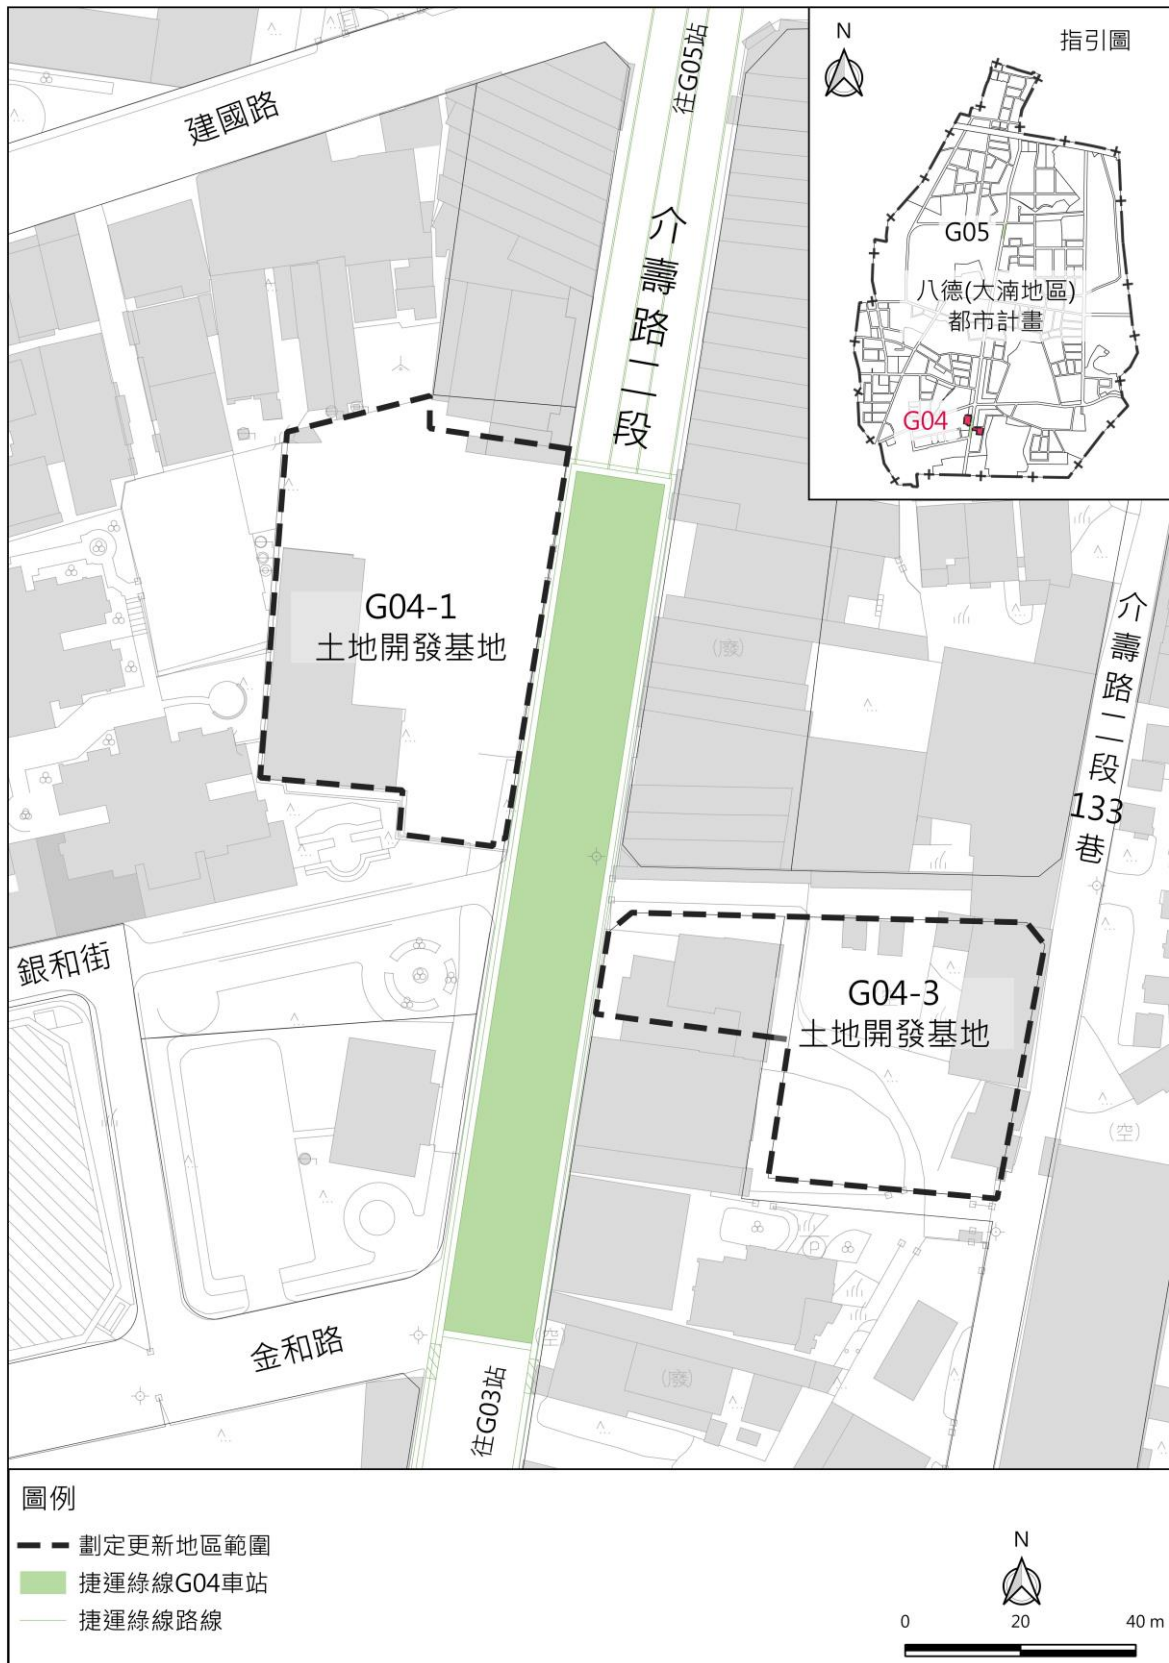 N
指引圖
G05
八德(大湳地區)
都市計畫
G04
往G05站
建國路
介壽路二段
G04-1
土地開發基地
(廢)
介壽路二段133巷
銀和街
G04-3
土地開發基地
(空)
P
金和路
(空)
(廢)
往G03站
圖例
劃定更新地區範圍
捷運綠線G04車站
捷運綠線路線
N
0 20 40 m